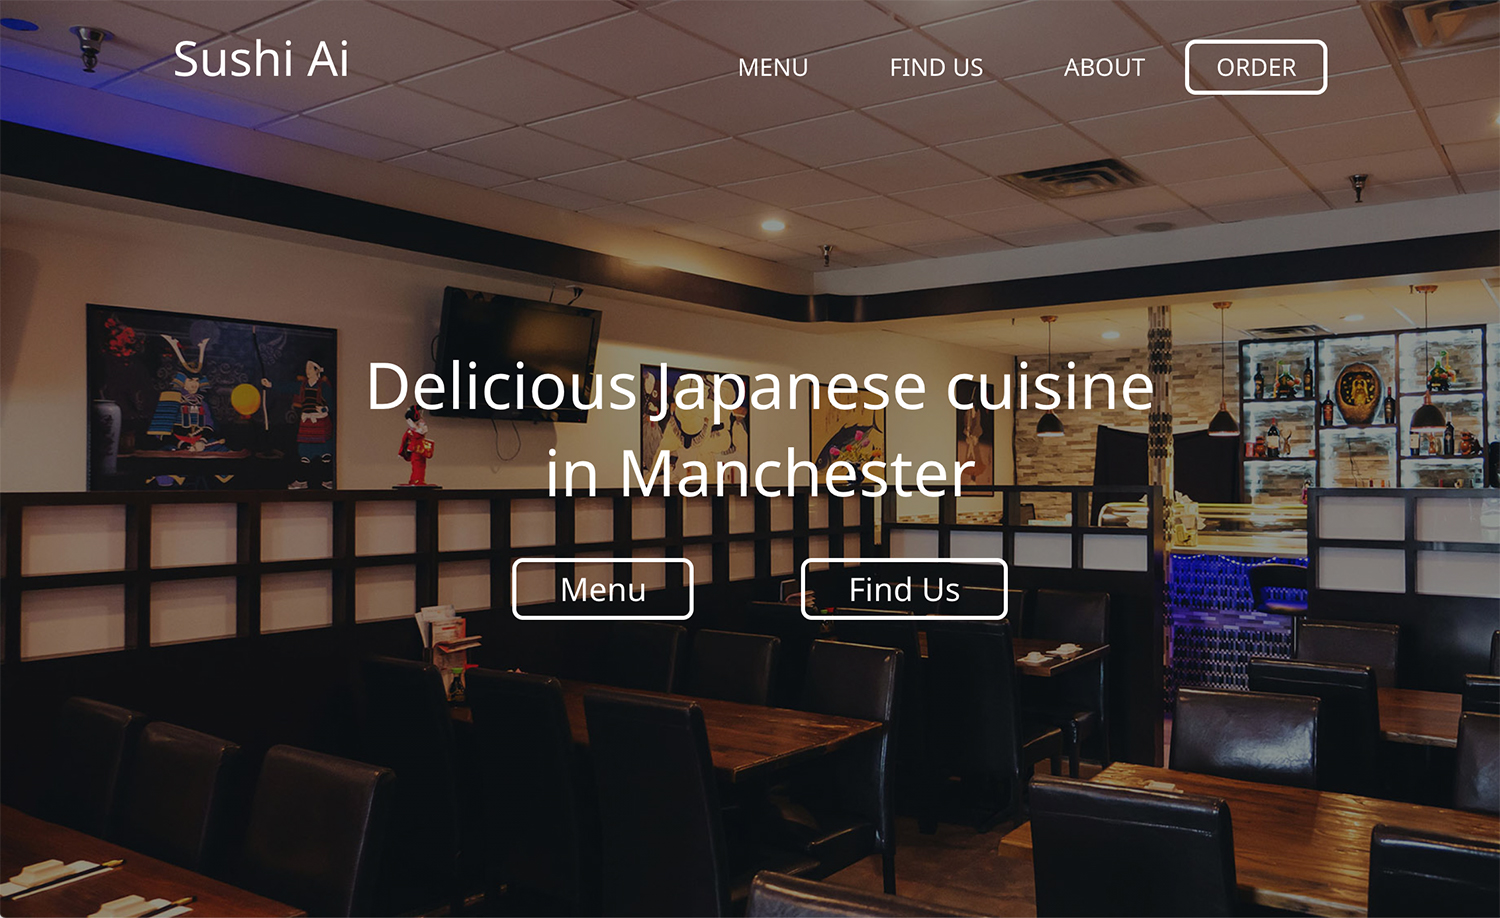 Sushi Ai
MENU
FIND US
ABOUT
ORDER
Delicious Japanese cuisine
in Manchester
Menu
Find Us